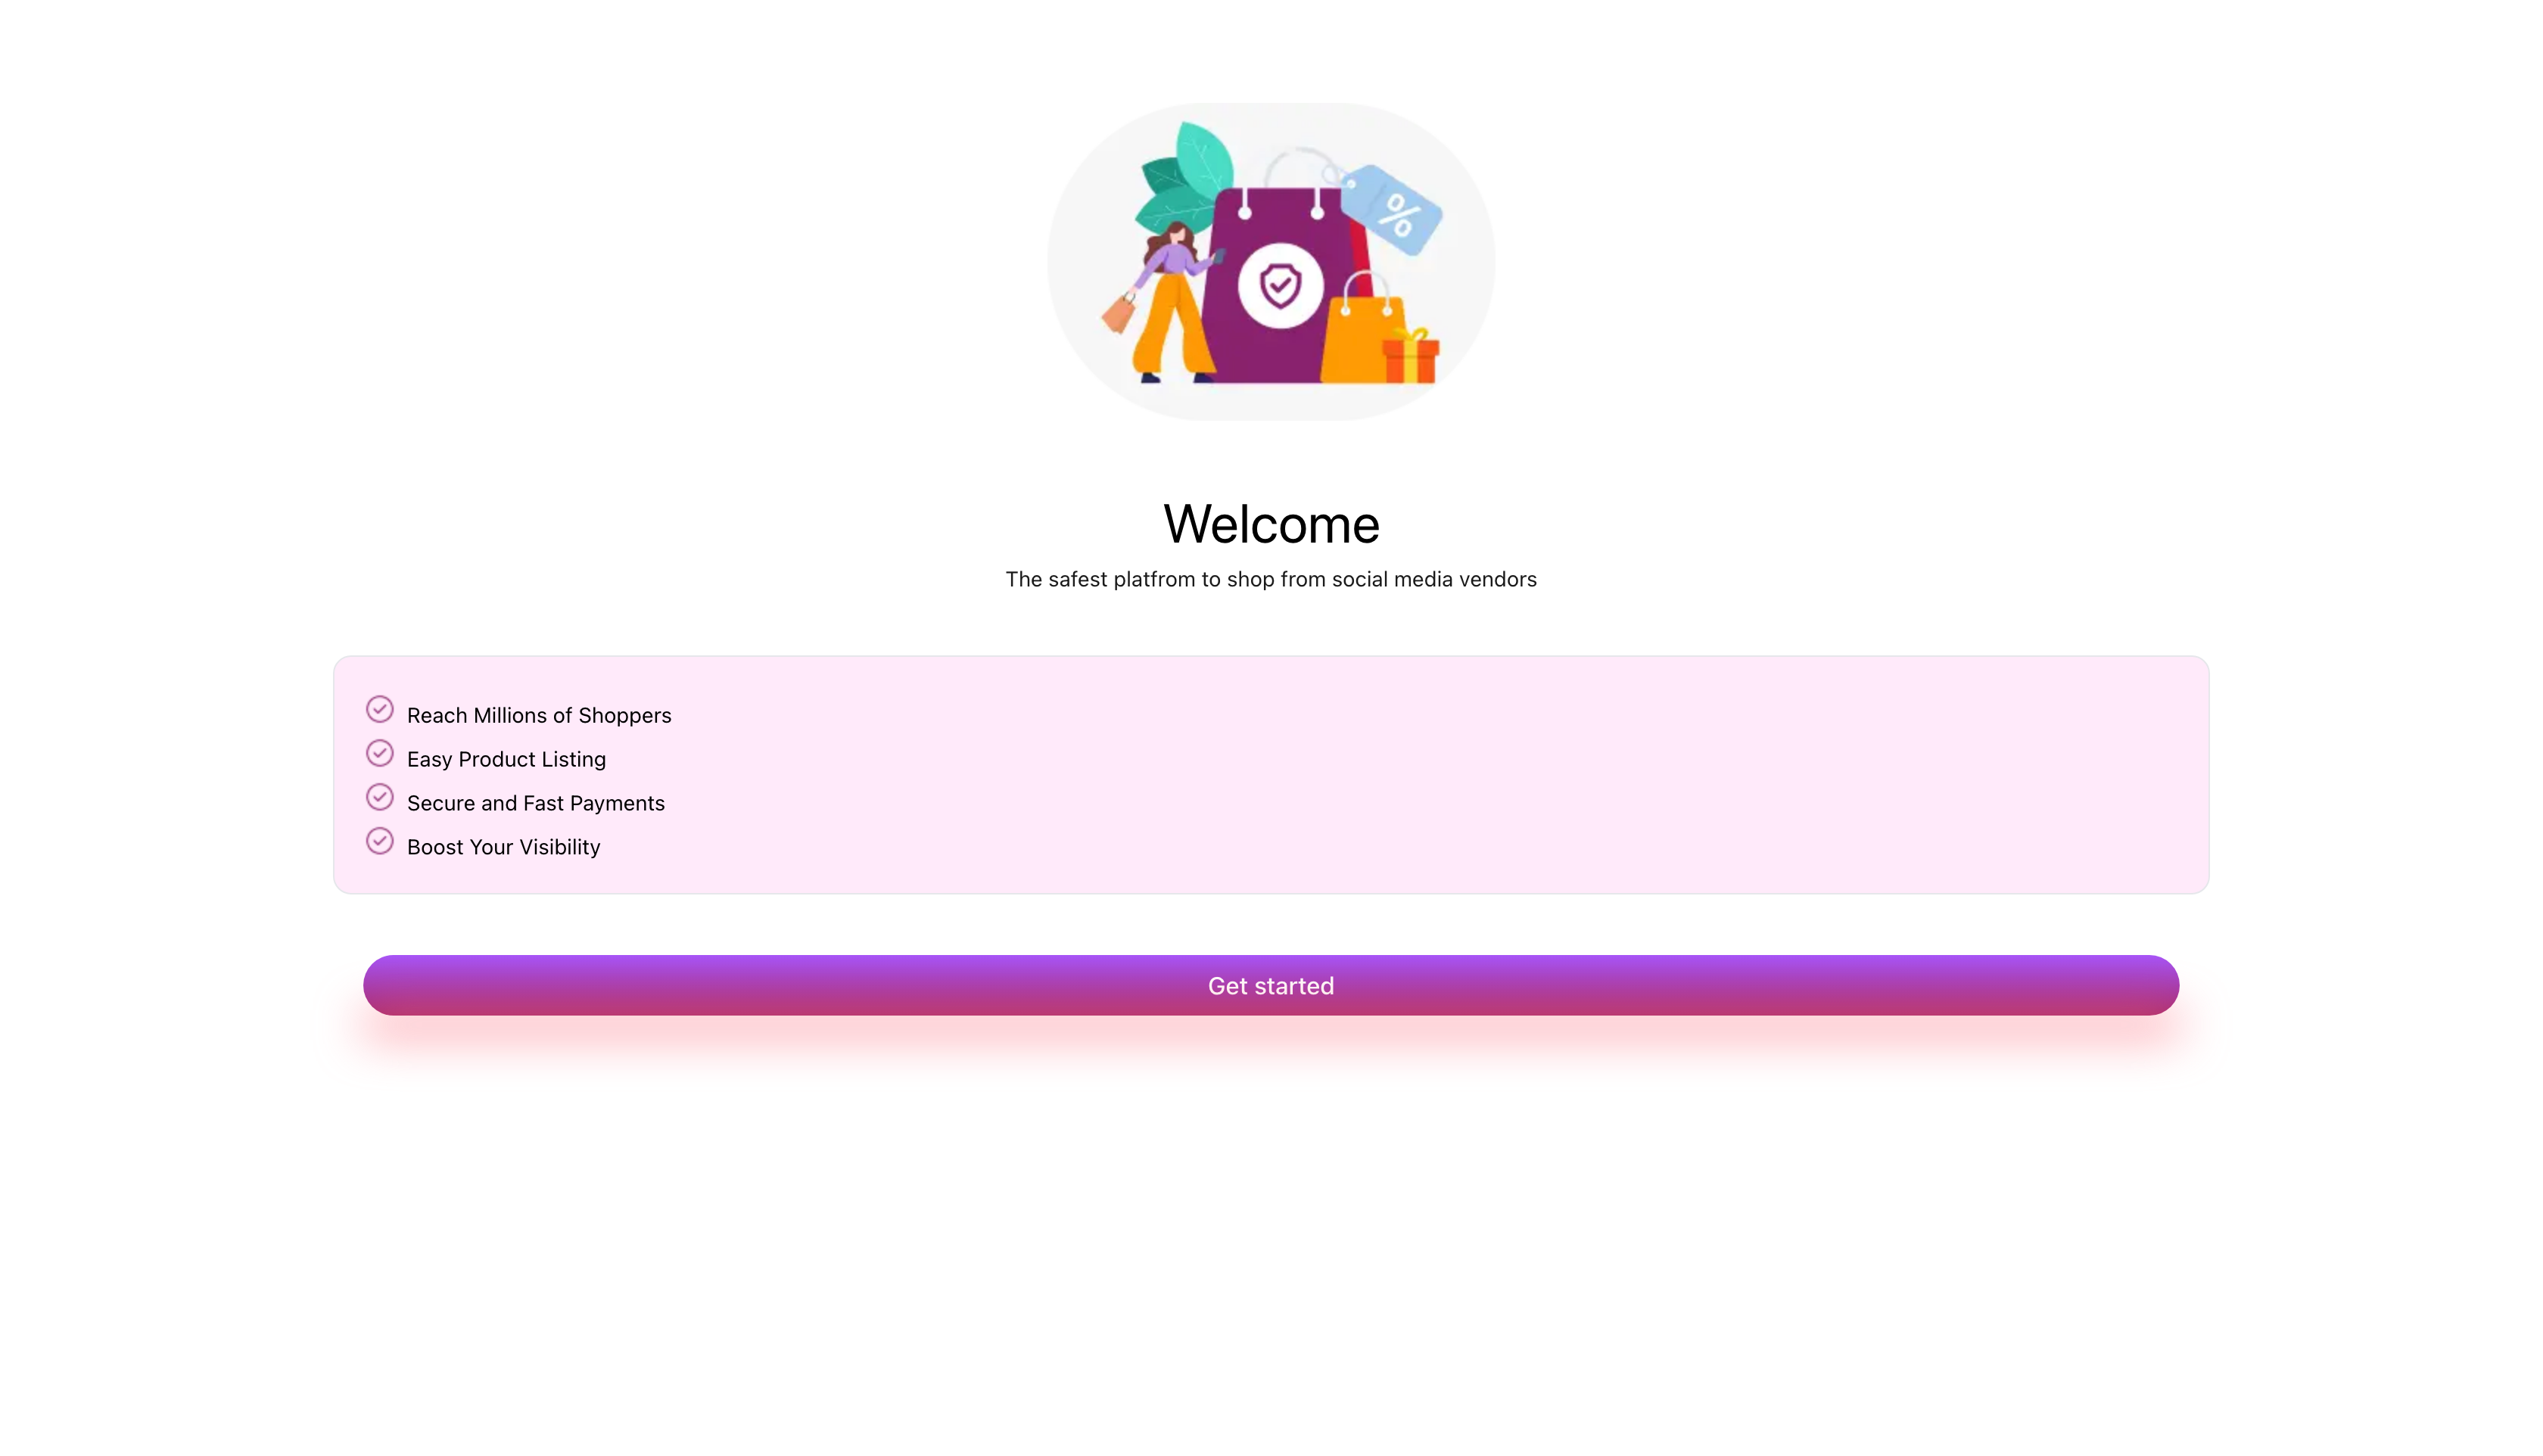 %
Welcome
The safest platfrom to shop from social media vendors
Reach Millions of Shoppers
Easy Product Listing
Secure and Fast Payments
Boost Your Visibility
Get started